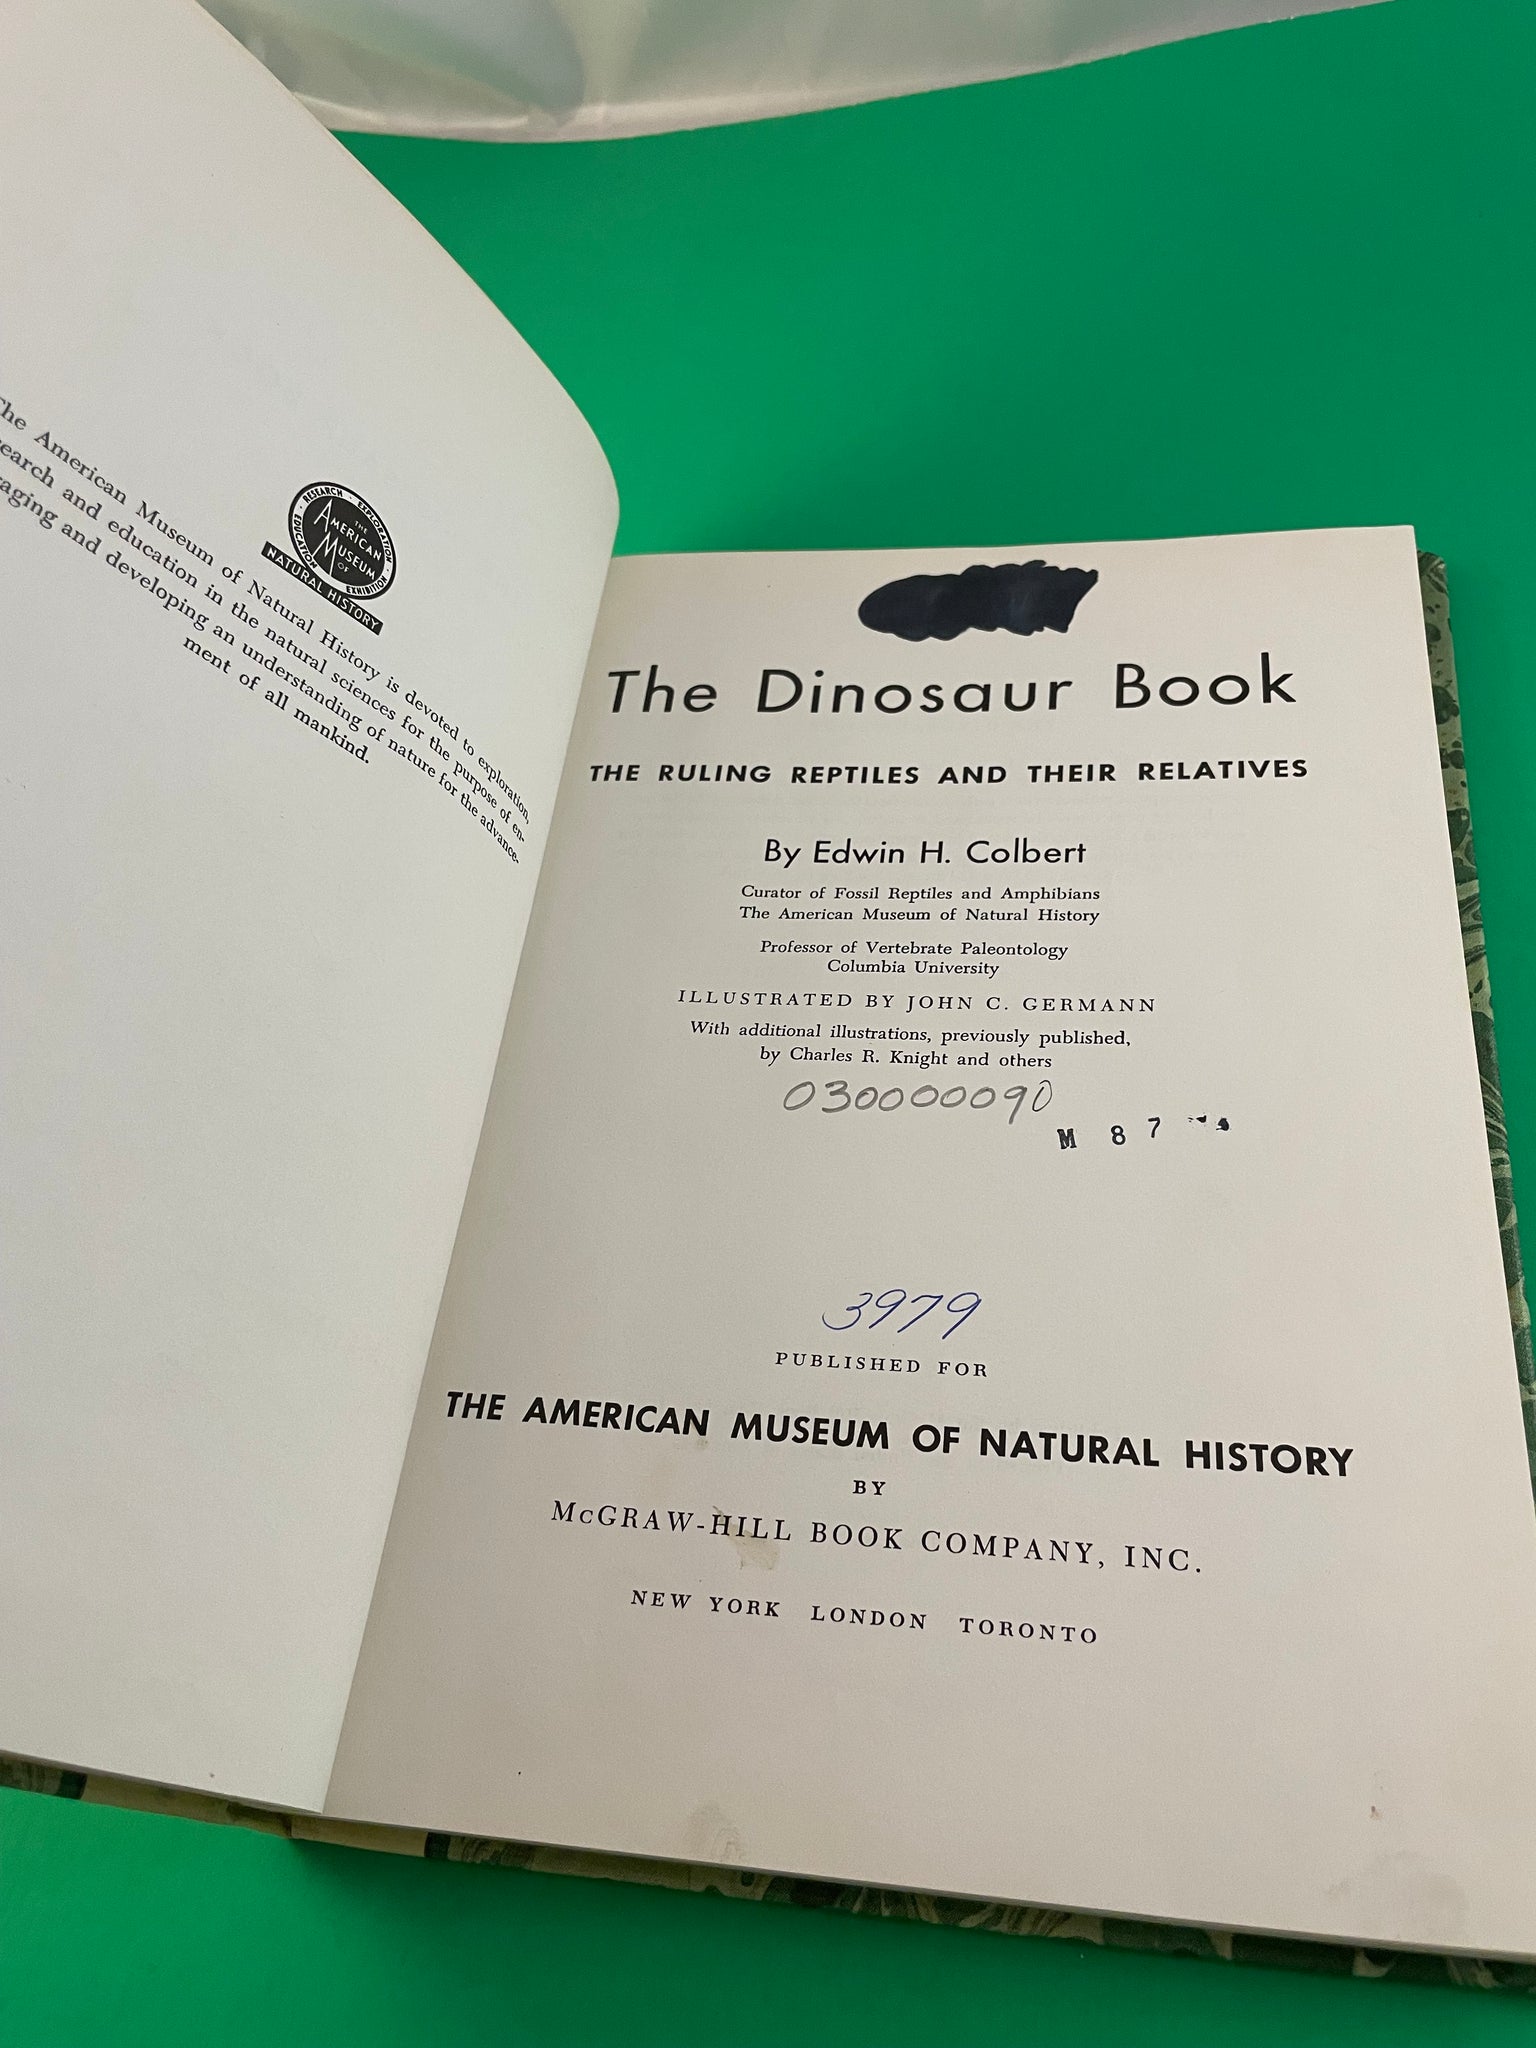 RESEARCH · EXPLORATION · EDUCATION · EXHIBITION
THE
AMERICAN
MUSEUM
OF
NATURAL HISTORY
The American Museum of Natural History is devoted to exploration,
earch and education in the natural sciences for the purpose of en-
aging and developing an understanding of nature for the advance-
ment of all mankind.
The Dinosaur Book
THE RULING REPTILES AND THEIR RELATIVES
By Edwin H. Colbert
Curator of Fossil Reptiles and Amphibians
The American Museum of Natural History
Professor of Vertebrate Paleontology
Columbia University
ILLUSTRATED BY JOHN C. GERMANN
With additional illustrations, previously published,
by Charles R. Knight and others
030000090
M 87
3979
PUBLISHED FOR
THE AMERICAN MUSEUM OF NATURAL HISTORY
BY
McGRAW-HILL BOOK COMPANY, INC.
NEW YORK LONDON TORONTO